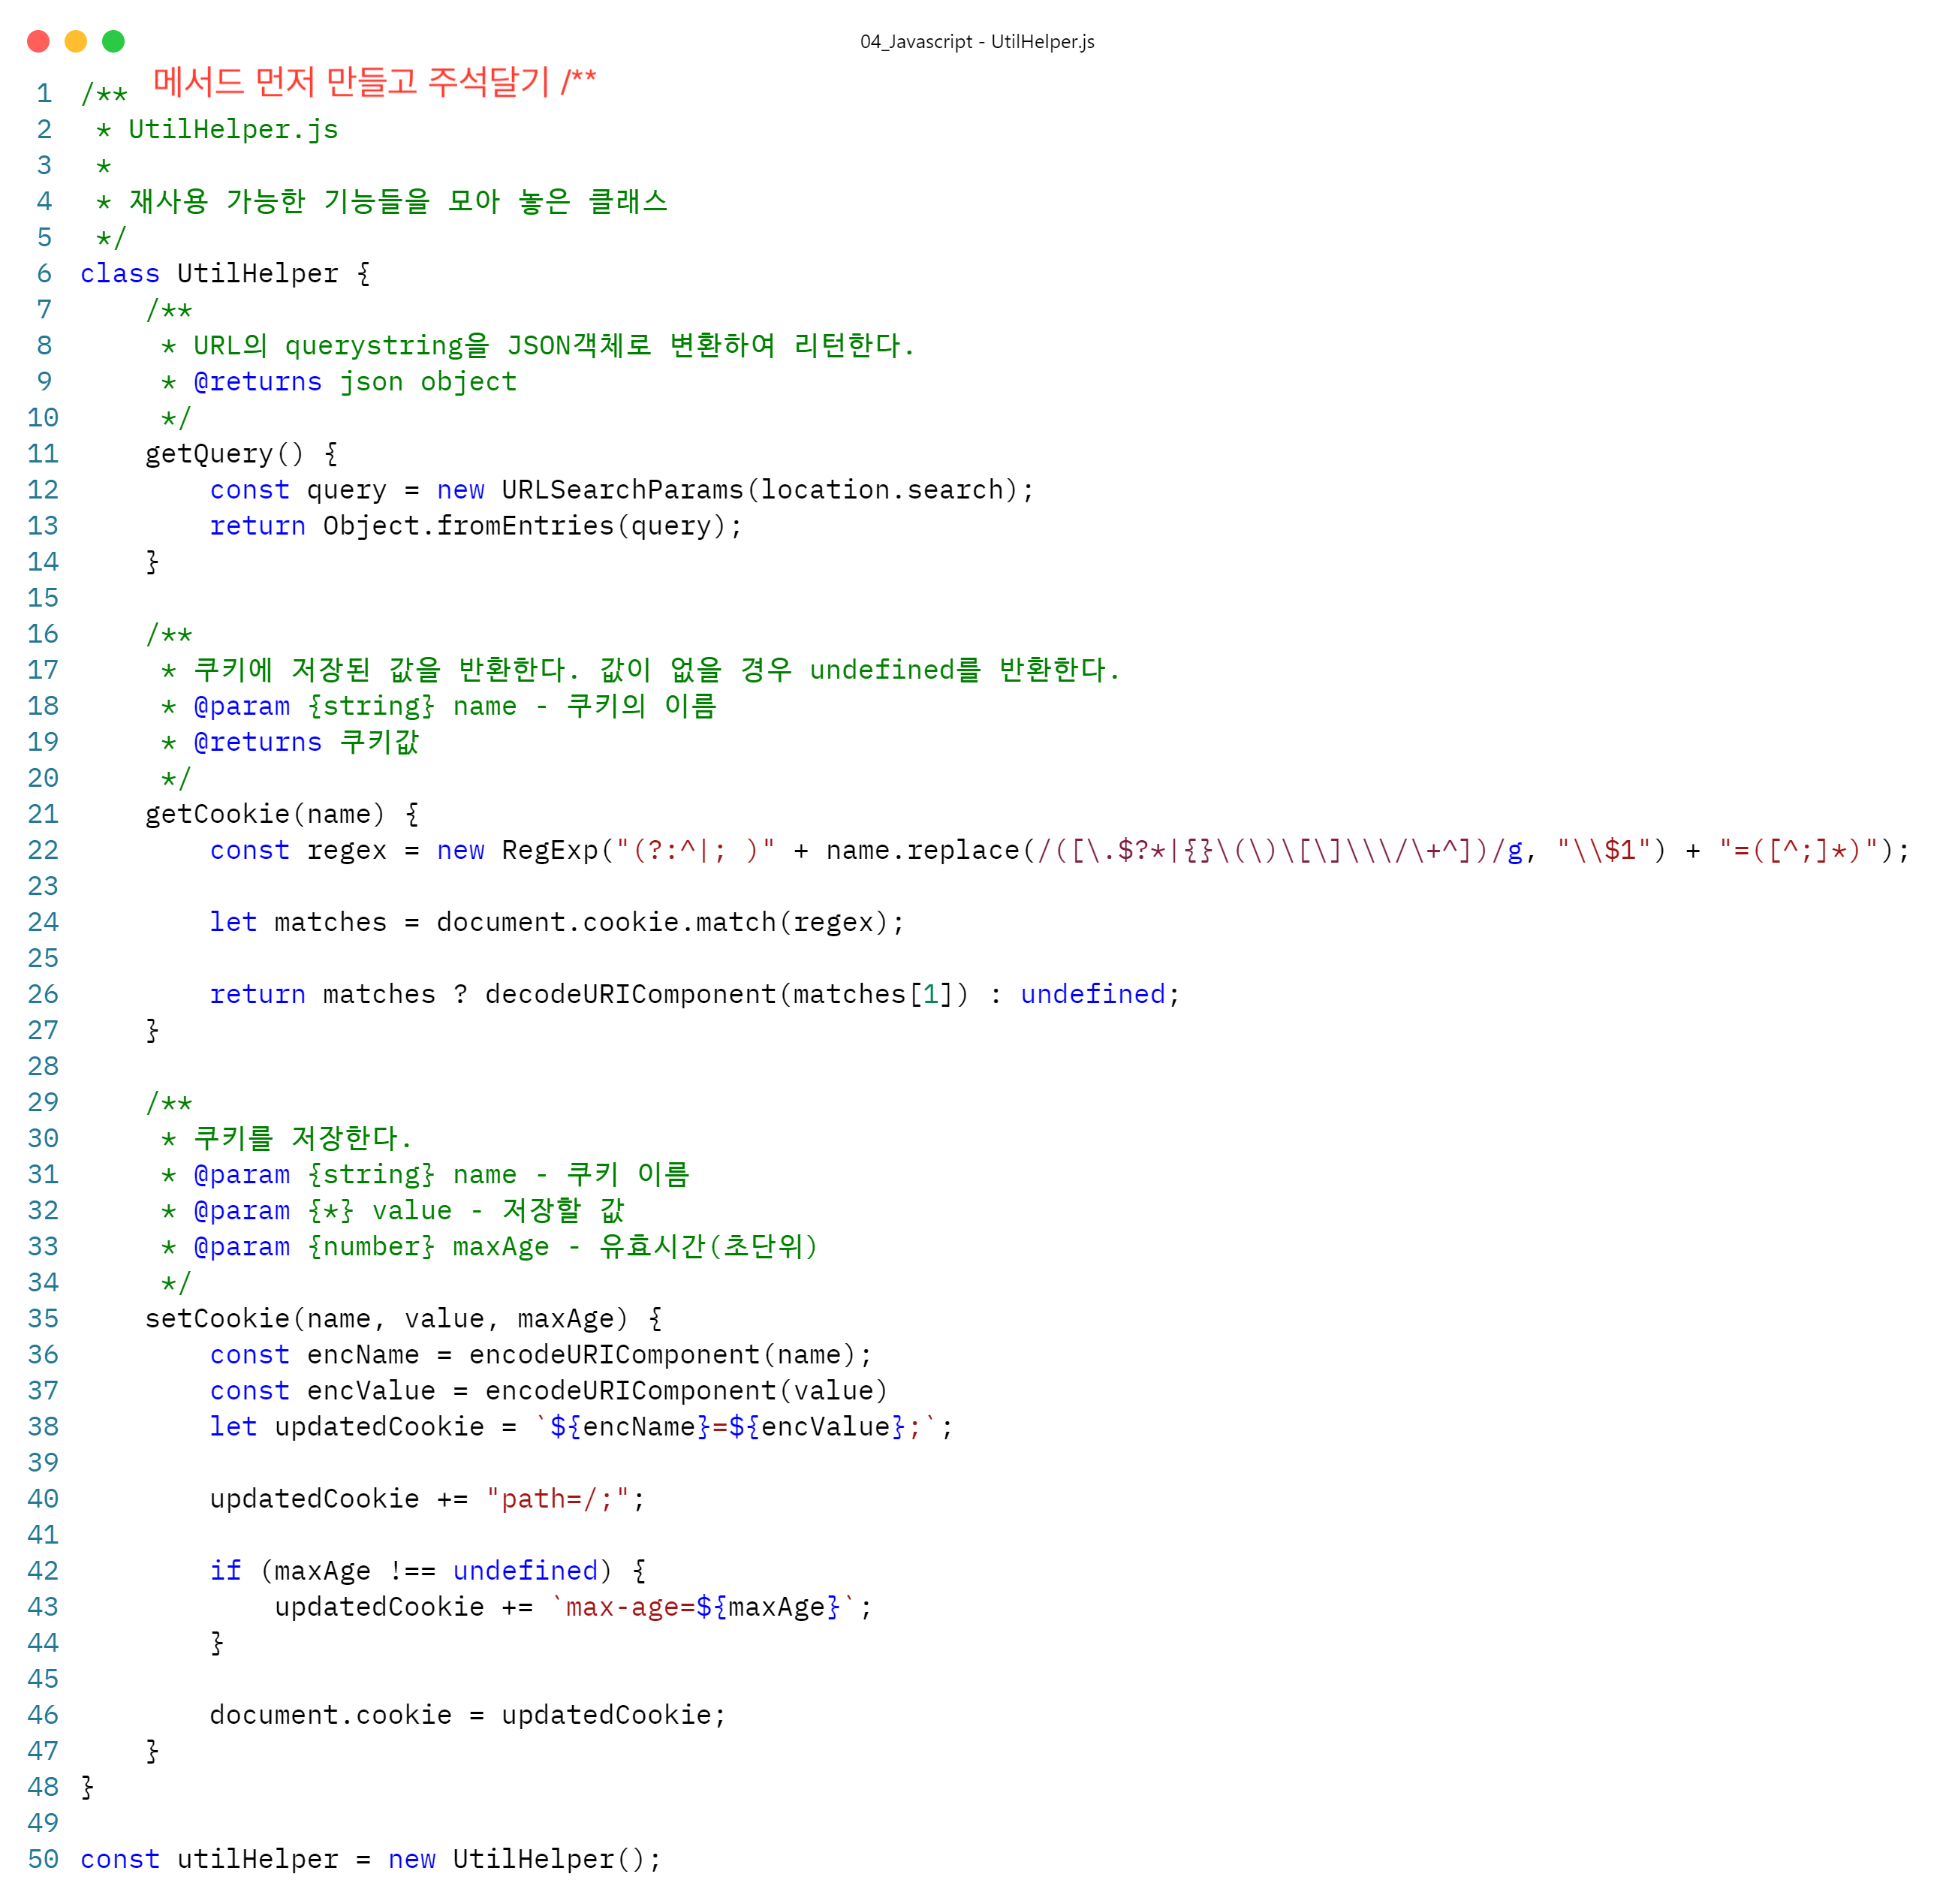 04_Javascript - UtilHelper.js
메서드 먼저 만들고 주석달기 /**
1 /**
2  * UtilHelper.js
3  *
4  * 재사용 가능한 기능들을 모아 놓은 클래스
5  */
6 class UtilHelper {
7     /**
8      * URL의 querystring을 JSON객체로 변환하여 리턴한다.
9      * @returns json object
10      */
11     getQuery() {
12         const query = new URLSearchParams(location.search);
13         return Object.fromEntries(query);
14     }
15
16     /**
17      * 쿠키에 저장된 값을 반환한다. 값이 없을 경우 undefined를 반환한다.
18      * @param {string} name - 쿠키의 이름
19      * @returns 쿠키값
20      */
21     getCookie(name) {
22         const regex = new RegExp("(?:^|; )" + name.replace(/([\.$?*|{}\(\)\[\]\\\/\+^])/g, "\\$1") + "=([^;]*)");
23
24         let matches = document.cookie.match(regex);
25
26         return matches ? decodeURIComponent(matches[1]) : undefined;
27     }
28
29     /**
30      * 쿠키를 저장한다.
31      * @param {string} name - 쿠키 이름
32      * @param {*} value - 저장할 값
33      * @param {number} maxAge - 유효시간(초단위)
34      */
35     setCookie(name, value, maxAge) {
36         const encName = encodeURIComponent(name);
37         const encValue = encodeURIComponent(value)
38         let updatedCookie = `${encName}=${encValue};`;
39
40         updatedCookie += "path=/;";
41
42         if (maxAge !== undefined) {
43             updatedCookie += `max-age=${maxAge}`;
44         }
45
46         document.cookie = updatedCookie;
47     }
48 }
49
50 const utilHelper = new UtilHelper();